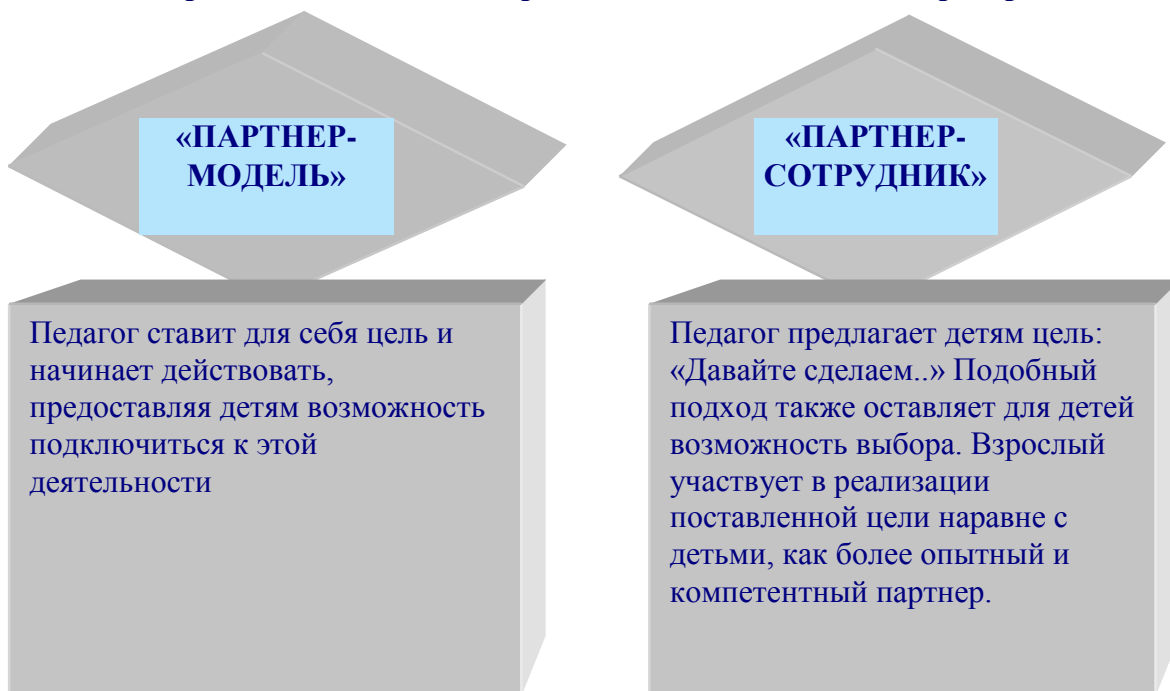 «ПАРТНЕР-
МОДЕЛЬ»
«ПАРТНЕР-
СОТРУДНИК»
Педагог ставит для себя цель и
начинает действовать,
предоставляя детям возможность
подключиться к этой
деятельности
Педагог предлагает детям цель:
«Давайте сделаем..» Подобный
подход также оставляет для детей
возможность выбора. Взрослый
участвует в реализации
поставленной цели наравне с
детьми, как более опытный и
компетентный партнер.